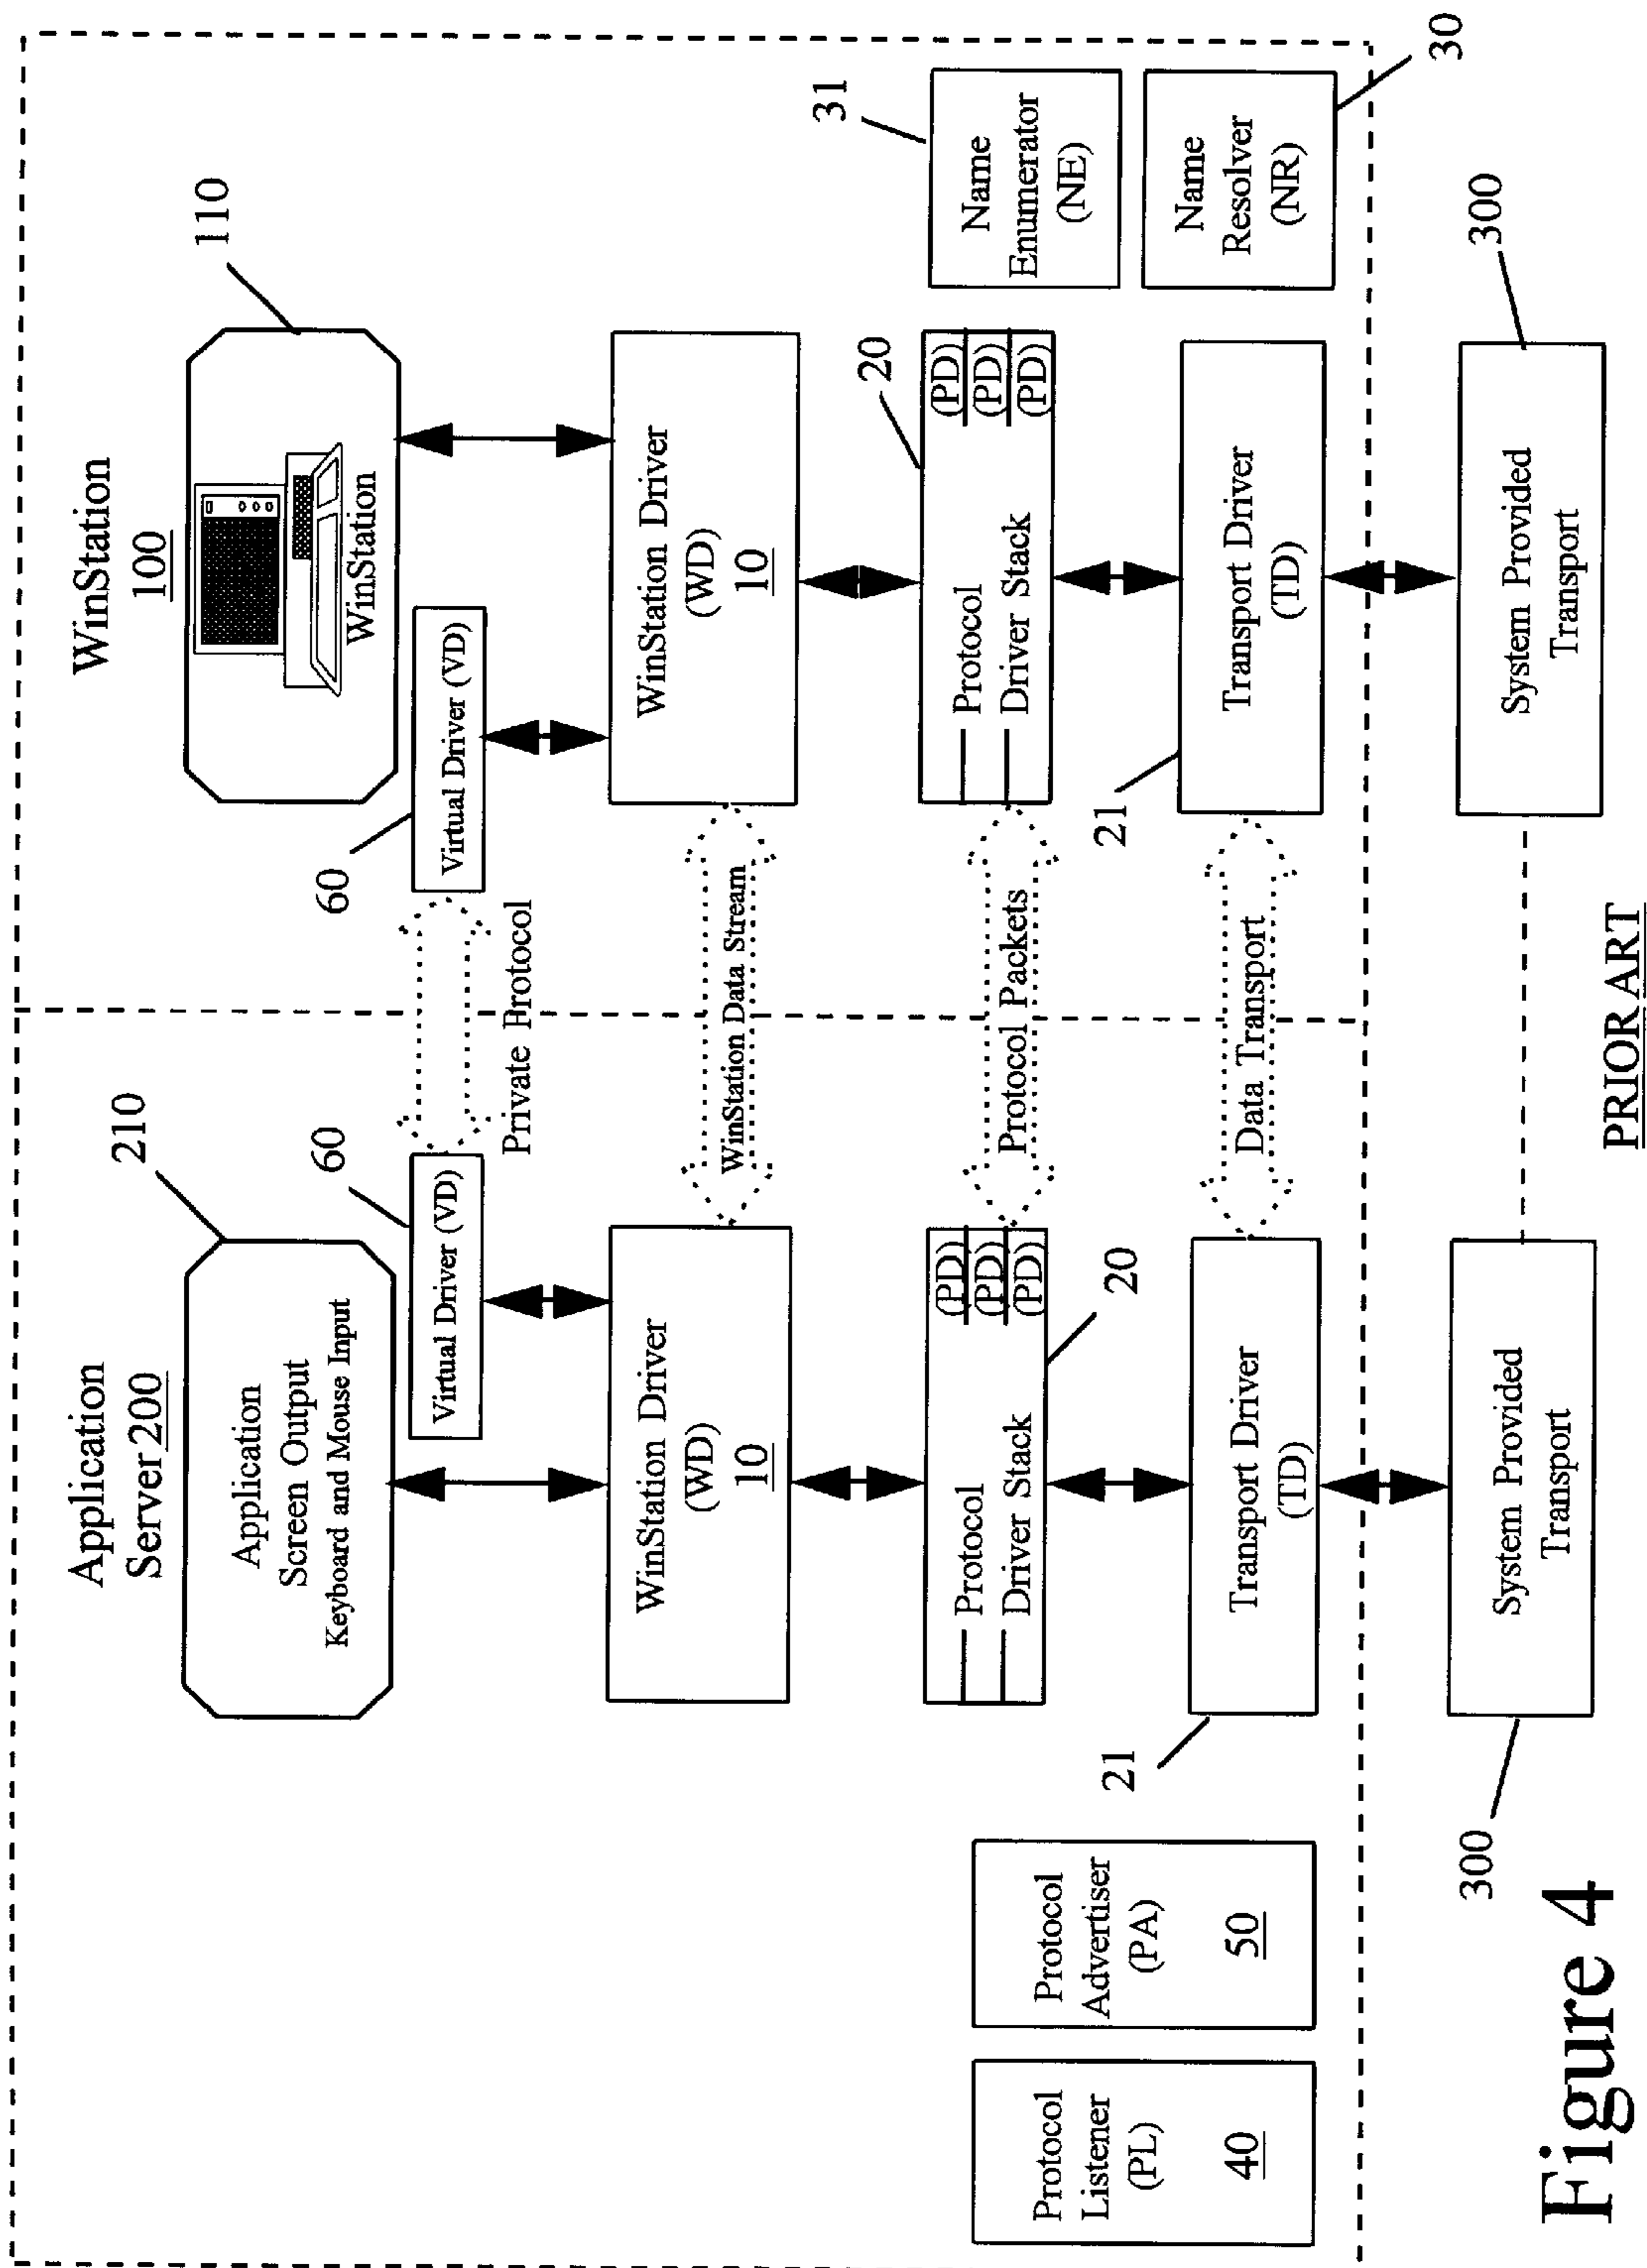 Application
Server 200
210
Application
Screen Output
Keyboard and Mouse Input
60
Virtual Driver (VD)
WinStation Driver
(WD)
10
Protocol
Driver Stack
(PD)
(PD)
(PD)
20
Transport Driver
(TD)
21
Protocol
Listener
(PL)
40
Protocol
Advertiser
(PA)
50
System Provided
Transport
300
Private Protocol
WinStation Data Stream
Protocol Packets
Data Transport
WinStation
100
110
WinStation
60
Virtual Driver (VD)
WinStation Driver
(WD)
10
Protocol
Driver Stack
(PD)
(PD)
(PD)
20
Transport Driver
(TD)
21
Name
Enumerator
(NE)
31
Name
Resolver
(NR)
30
System Provided
Transport
300
Figure 4
PRIOR ART